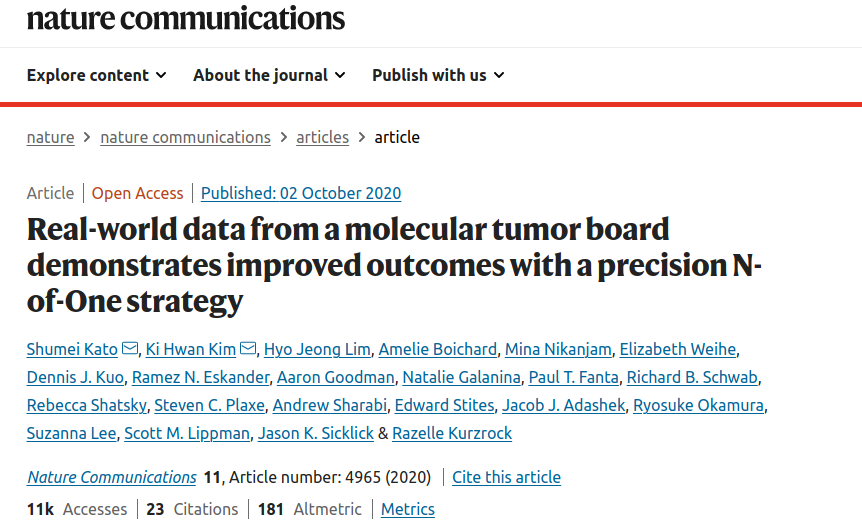 nature communications
Explore content About the journal Publish with us
nature > nature communications > articles > article
Article | Open Access | Published: 02 October 2020
Real-world data from a molecular tumor board
demonstrates improved outcomes with a precision N-
of-One strategy
Shumei Kato, Ki Hwan Kim, Hyo Jeong Lim, Amelie Boichard, Mina Nikanjam, Elizabeth Weihe,
Dennis J. Kuo, Ramez N. Eskander, Aaron Goodman, Natalie Galanina, Paul T. Fanta, Richard B. Schwab,
Rebecca Shatsky, Steven C. Plaxe, Andrew Sharabi, Edward Stites, Jacob J. Adashek, Ryosuke Okamura,
Suzanna Lee, Scott M. Lippman, Jason K. Sicklick & Razelle Kurzrock
Nature Communications 11, Article number: 4965 (2020) | Cite this article
11k Accesses | 23 Citations | 181 Altmetric | Metrics